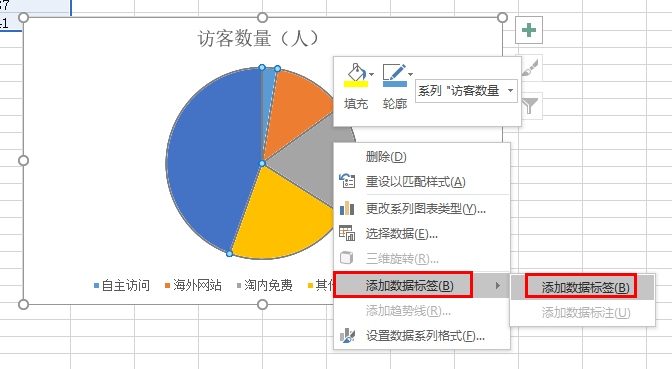 41
访客数量（人）
填充
轮廓
系列 "访客数量
删除(D)
重设以匹配样式(A)
更改系列图表类型(Y)...
选择数据(E)...
三维旋转(R)...
添加数据标签(B)
添加数据标签(B)
添加数据标注(U)
添加趋势线(R)...
设置数据系列格式(F)...
自主访问
海外网站
淘内免费
其